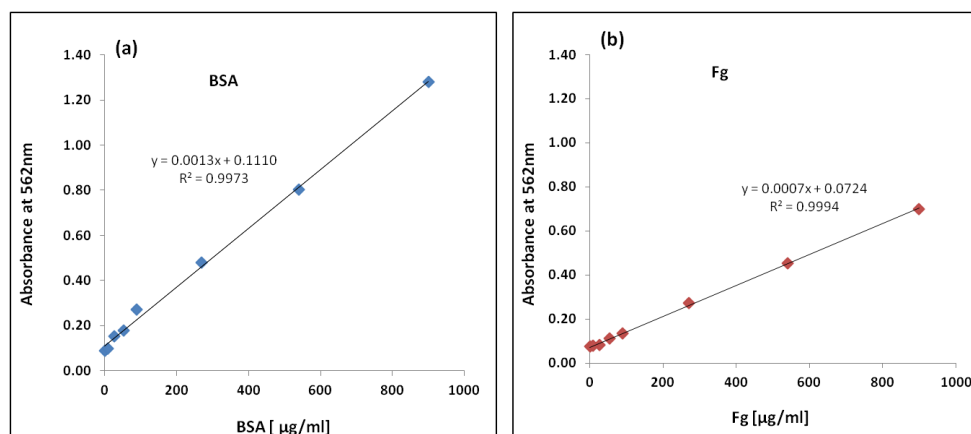 (a)
BSA
y = 0.0013x + 0.1110
R² = 0.9973
Absorbance at 562nm
1.40
1.20
1.00
0.80
0.60
0.40
0.20
0.00
0 200 400 600 800 1000
BSA [ µg/ml]
(b)
Fg
y = 0.0007x + 0.0724
R² = 0.9994
Absorbance at 562nm
1.40
1.20
1.00
0.80
0.60
0.40
0.20
0.00
0 200 400 600 800 1000
Fg [µg/ml]